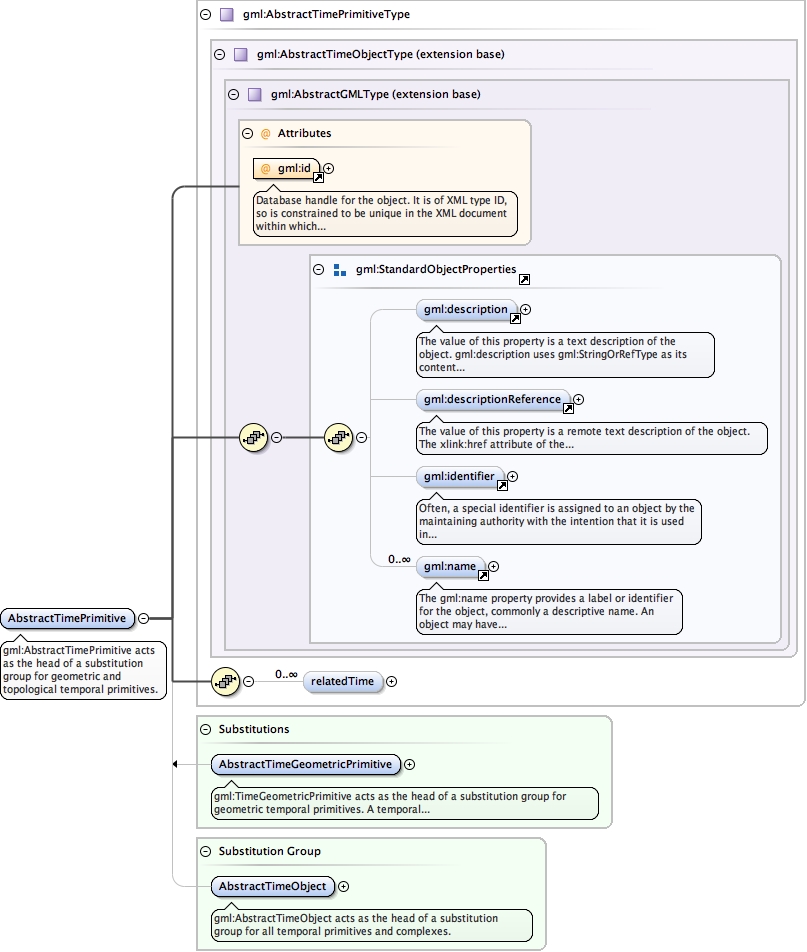 gml:AbstractTimePrimitiveType
gml:AbstractTimeObjectType (extension base)
gml:AbstractGMLType (extension base)
@ Attributes
@ gml:id
Database handle for the object. It is of XML type ID,
so is constrained to be unique in the XML document
within which...
gml:StandardObjectProperties
gml:description
The value of this property is a text description of the
object. gml:description uses gml:StringOrRefType as its
content...
gml:descriptionReference
The value of this property is a remote text description of the object.
The xlink:href attribute of the...
gml:identifier
Often, a special identifier is assigned to an object by the
maintaining authority with the intention that it is used
in...
0..∞
gml:name
The gml:name property provides a label or identifier
for the object, commonly a descriptive name. An
object may have...
AbstractTimePrimitive
gml:AbstractTimePrimitive acts
as the head of a substitution
group for geometric and
topological temporal primitives.
0..∞
relatedTime
Substitutions
AbstractTimeGeometricPrimitive
gml:TimeGeometricPrimitive acts as the head of a substitution group for
geometric temporal primitives. A temporal...
Substitution Group
AbstractTimeObject
gml:AbstractTimeObject acts as the head of a substitution
group for all temporal primitives and complexes.